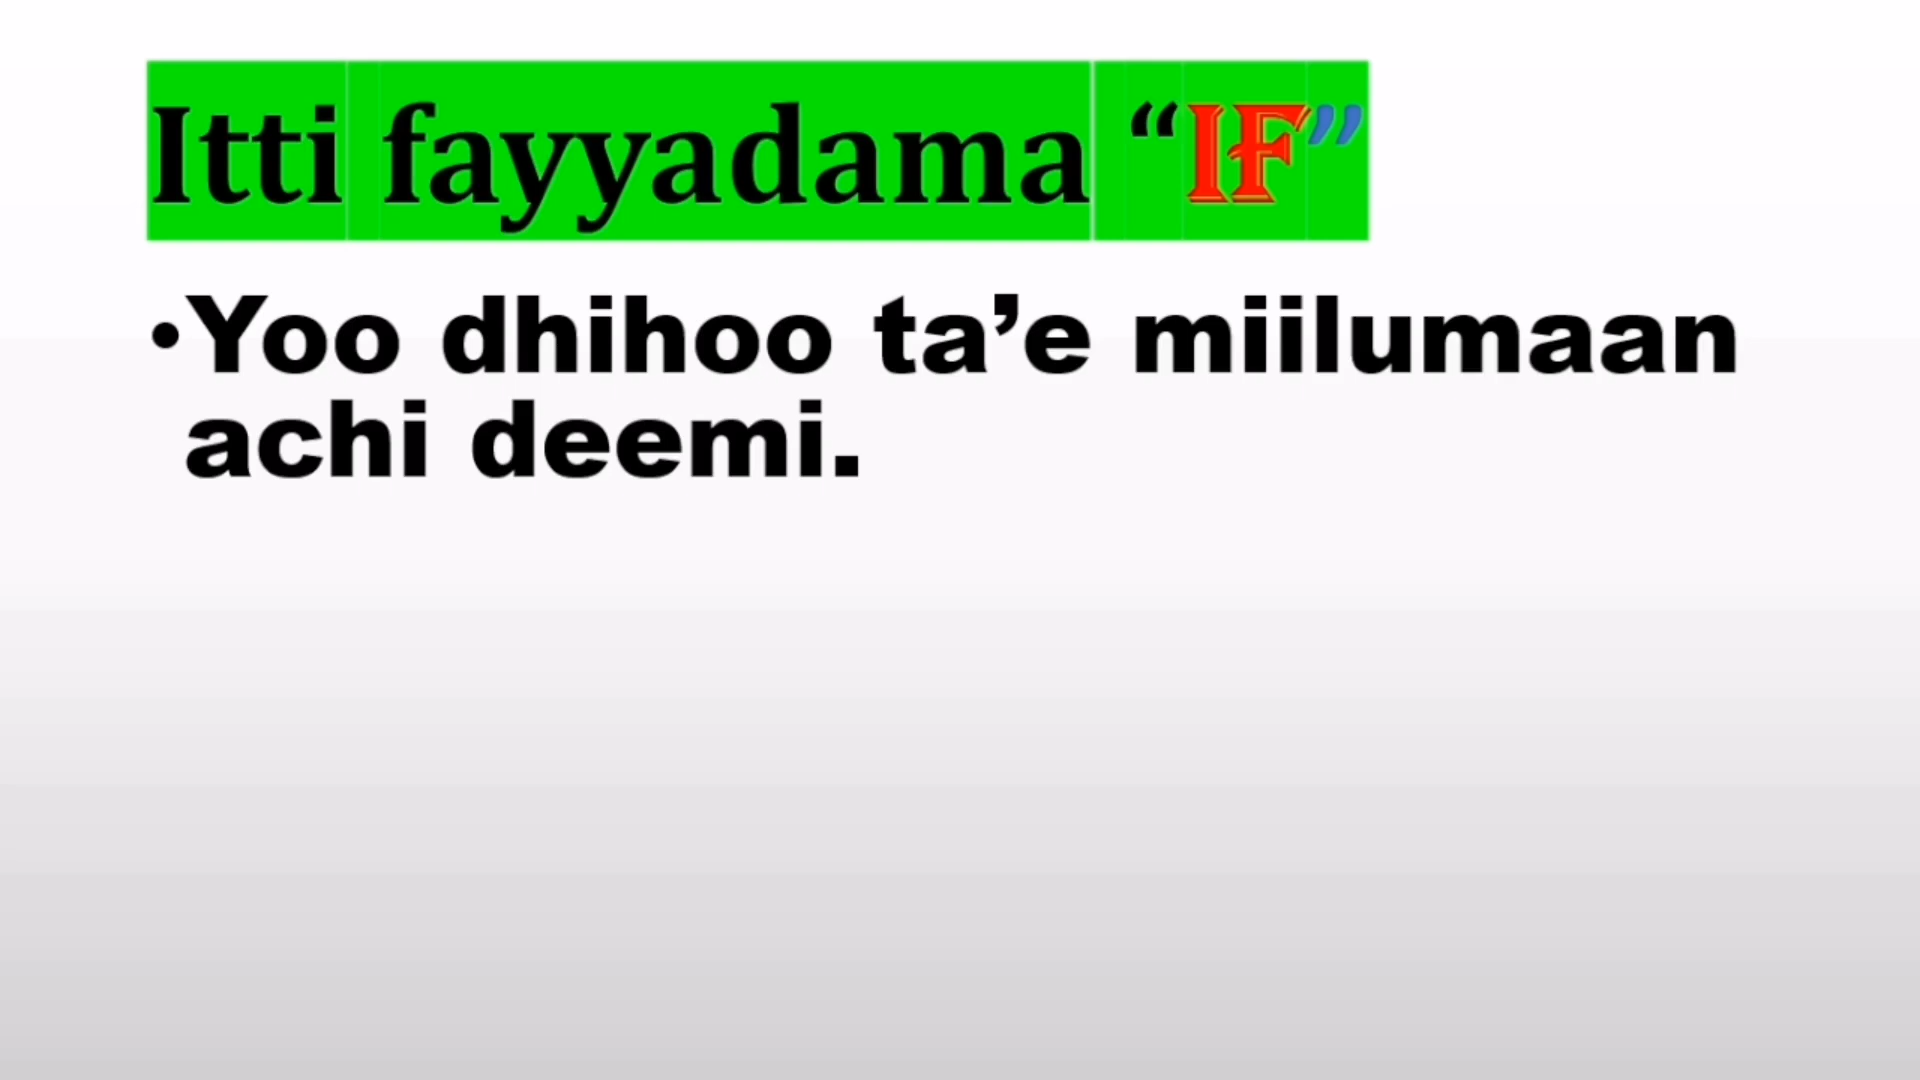 Itti fayyadama “IF”
•Yoo dhihoo ta’e miilumaan
achi deemi.